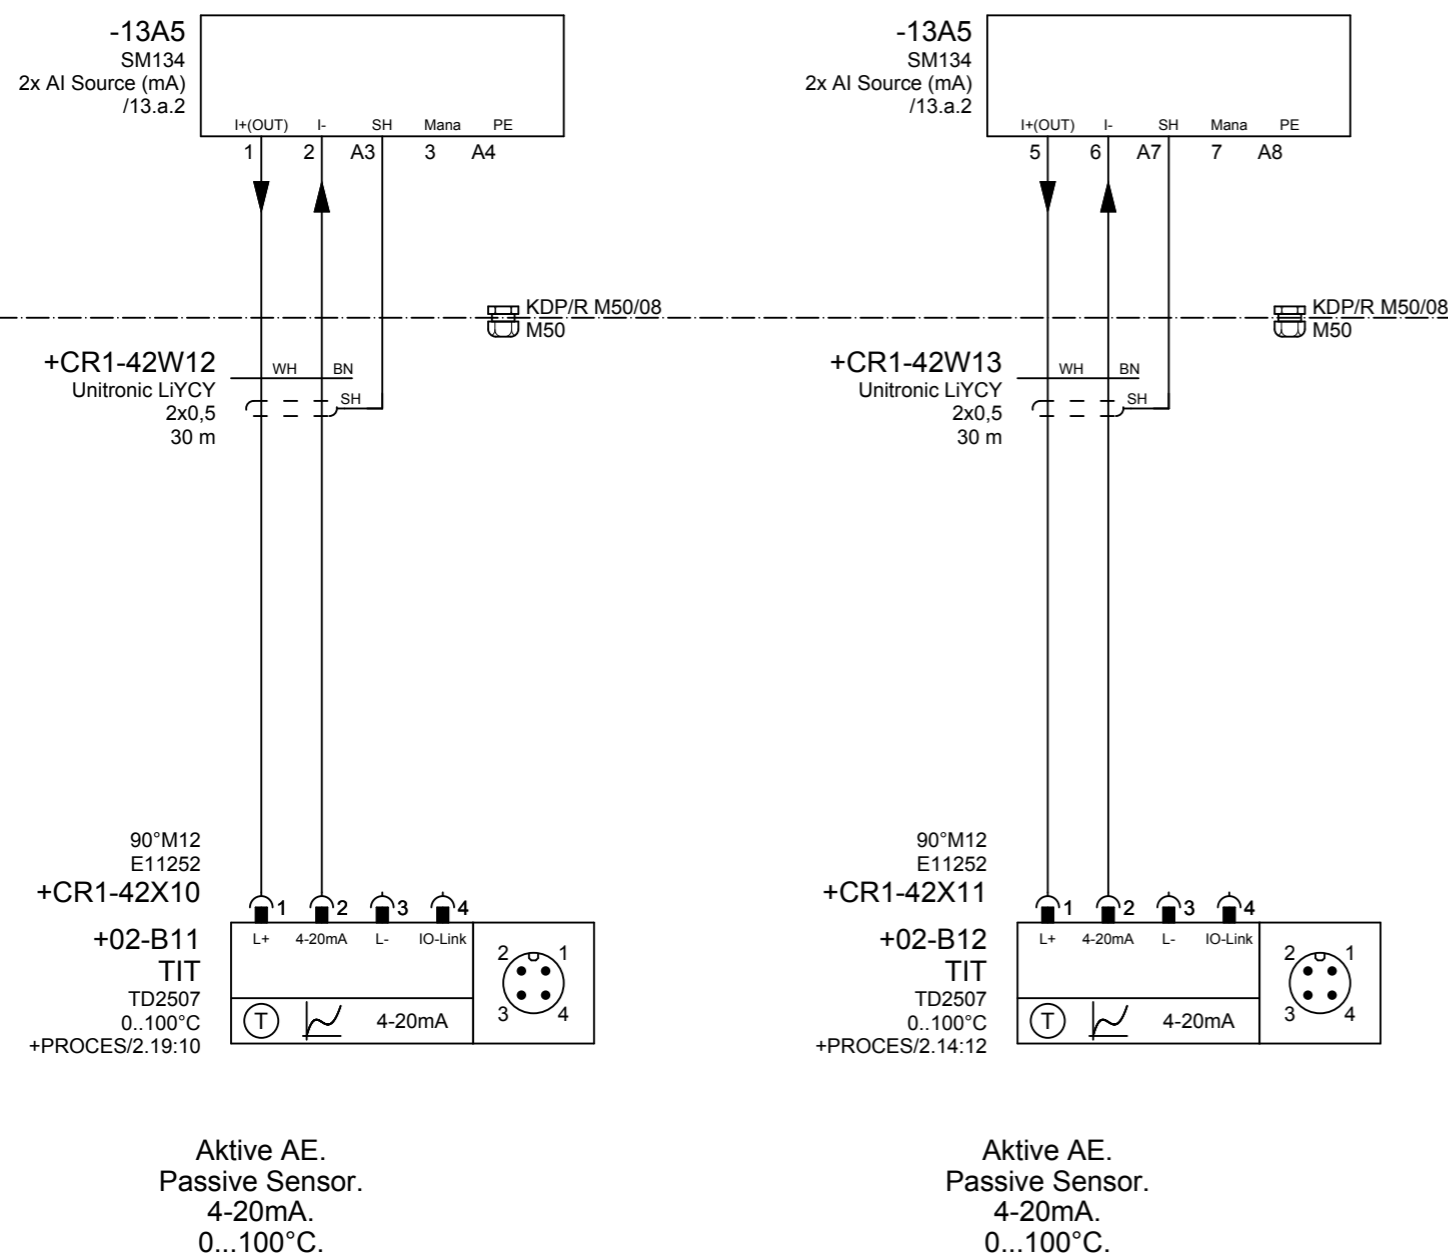 -13A5
SM134
2x AI Source (mA)
/13.a.2
I+(OUT) I- SH Mana PE
1 2 A3 3 A4
KDP/R M50/08
M50
+CR1-42W12
Unitronic LiYCY
2x0,5
30 m
WH BN
SH
90°M12
E11252
+CR1-42X10
1 2 3 4
+02-B11
TIT
TD2507
0..100°C
+PROCES/2.19:10
L+ 4-20mA L- IO-Link
T 4-20mA
2 1
3 4
Aktive AE.
Passive Sensor.
4-20mA.
0...100°C.
-13A5
SM134
2x AI Source (mA)
/13.a.2
I+(OUT) I- SH Mana PE
5 6 A7 7 A8
KDP/R M50/08
M50
+CR1-42W13
Unitronic LiYCY
2x0,5
30 m
WH BN
SH
90°M12
E11252
+CR1-42X11
1 2 3 4
+02-B12
TIT
TD2507
0..100°C
+PROCES/2.14:12
L+ 4-20mA L- IO-Link
T 4-20mA
2 1
3 4
Aktive AE.
Passive Sensor.
4-20mA.
0...100°C.